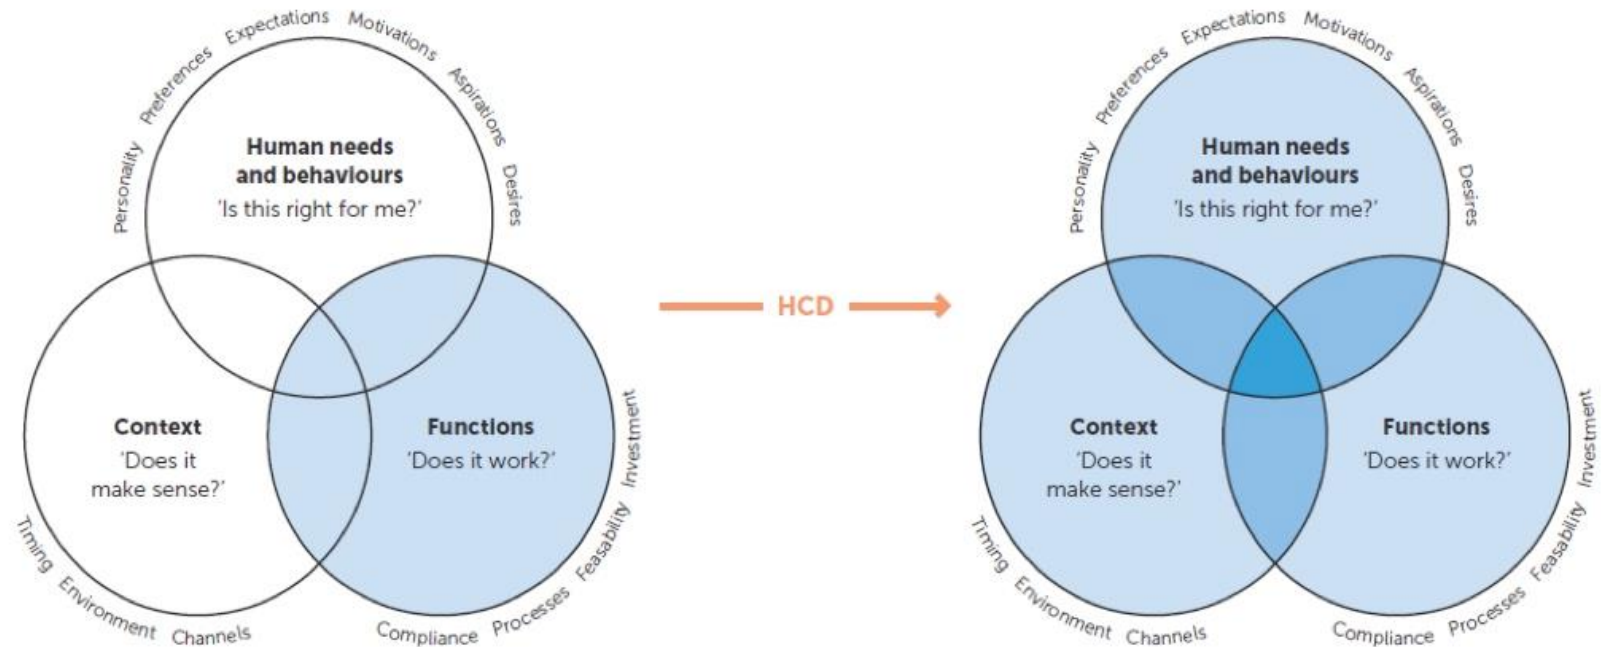 Personality Preferences Expectations Motivations Aspirations Desires
Human needs
and behaviours
'Is this right for me?'
Context
'Does it
make sense?'
Functions
'Does it work?'
Timing Environment Channels
Compliance Processes Feasability Investment
HCD
Personality Preferences Expectations Motivations Aspirations Desires
Human needs
and behaviours
'Is this right for me?'
Context
'Does it
make sense?'
Functions
'Does it work?'
Timing Environment Channels
Compliance Processes Feasability Investment